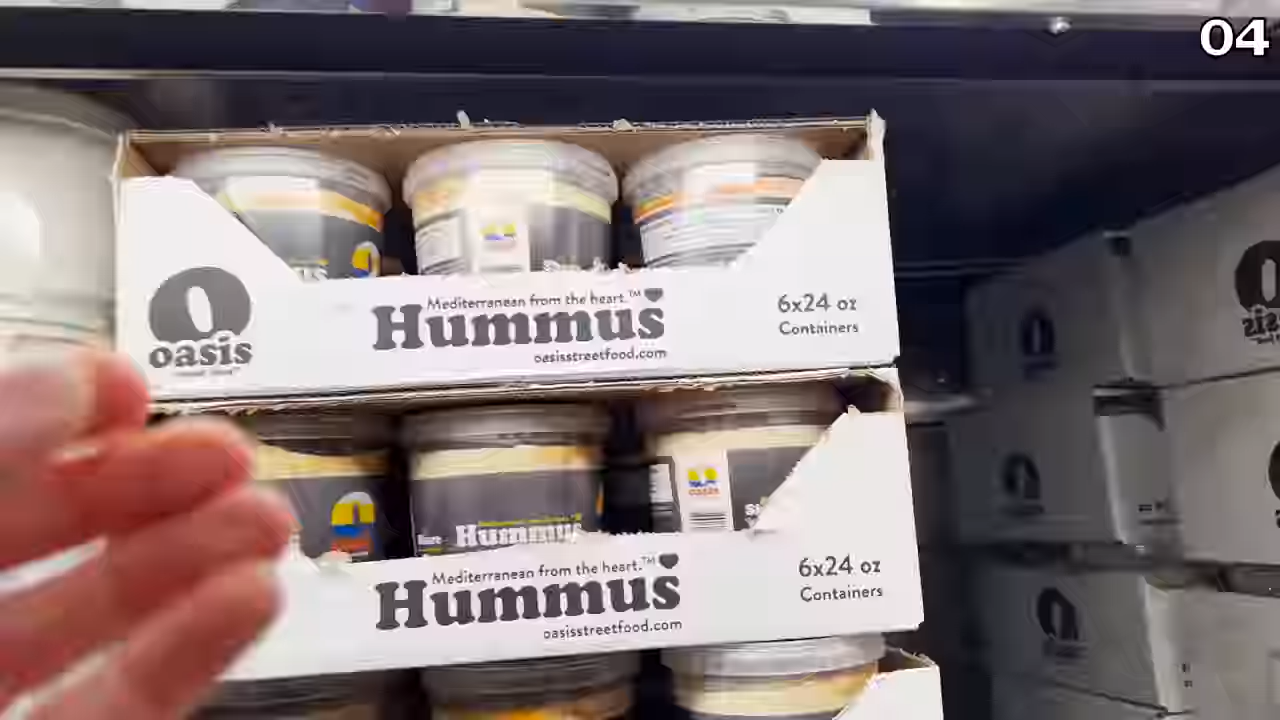 04
Mediterranean from the heart.™
Hummus
oasisstreetfood.com
6x24 oz
Containers
oasis
oasis
Hummus
Mediterranean from the heart.™
Hummus
oasisstreetfood.com
6x24 oz
Containers